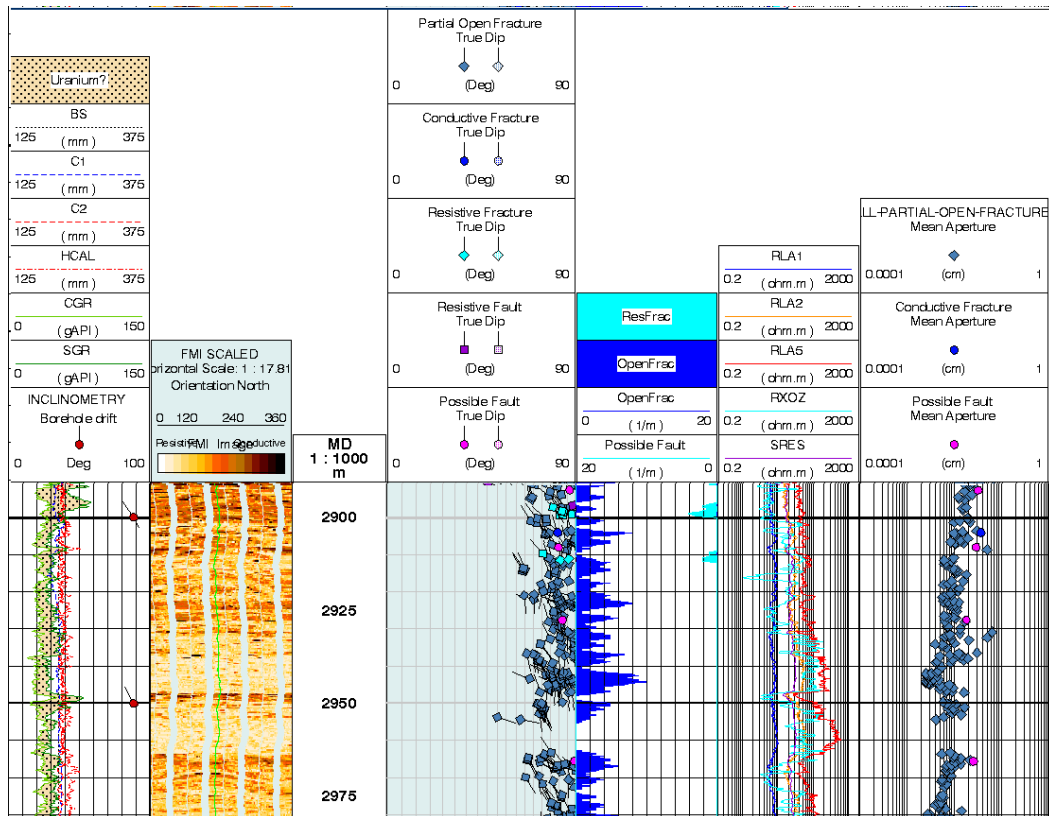 Uranium?
BS
125 (mm) 375
C1
125 (mm) 375
C2
125 (mm) 375
HCAL
125 (mm) 375
CGR
0 (gAPI) 150
SGR
0 (gAPI) 150
INCLINOMETRY
Borehole drift
0 Deg 100
FMI SCALED
orizontal Scale: 1 : 17.81
Orientation North
0 120 240 360
Resistive FMI Image Conductive
MD
1 : 1000
m
Partial Open Fracture
True Dip
0 (Deg) 90
Conductive Fracture
True Dip
0 (Deg) 90
Resistive Fracture
True Dip
0 (Deg) 90
Resistive Fault
True Dip
0 (Deg) 90
Possible Fault
True Dip
0 (Deg) 90
ResFrac
OpenFrac
OpenFrac
0 (1/m) 20
Possible Fault
20 (1/m) 0
RLA1
0.2 (ohm.m) 2000
RLA2
0.2 (ohm.m) 2000
RLA5
0.2 (ohm.m) 2000
RXOZ
0.2 (ohm.m) 2000
SRES
0.2 (ohm.m) 2000
LL-PARTIAL-OPEN-FRACTURE
Mean Aperture
0.0001 (cm) 1
Conductive Fracture
Mean Aperture
0.0001 (cm) 1
Possible Fault
Mean Aperture
0.0001 (cm) 1
2900
2925
2950
2975